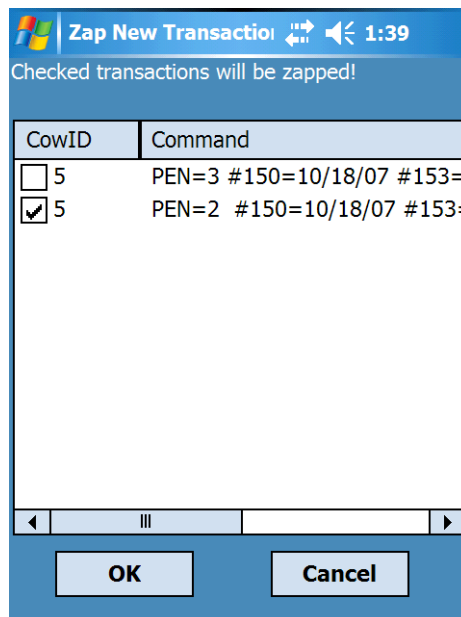 Zap New Transactio 1:39
Checked transactions will be zapped!
CowID Command
5 PEN=3 #150=10/18/07 #153=
5 PEN=2 #150=10/18/07 #153=
OK Cancel